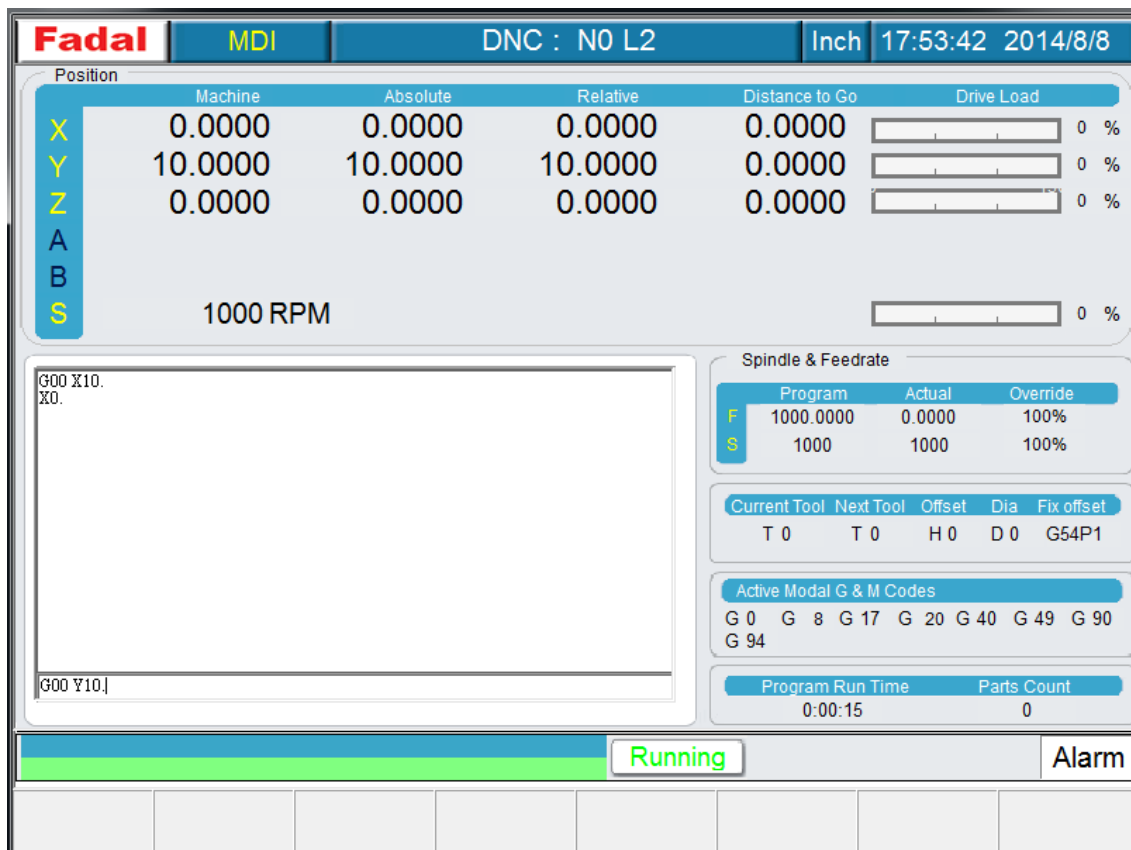 Fadal MDI DNC : N0 L2 Inch 17:53:42 2014/8/8
Position
Machine Absolute Relative Distance to Go Drive Load
X 0.0000 0.0000 0.0000 0.0000 0 %
Y 10.0000 10.0000 10.0000 0.0000 0 %
Z 0.0000 0.0000 0.0000 0.0000 0 %
A
B
S 1000 RPM 0 %
G00 X10.
X0.
G00 Y10.
Spindle & Feedrate
Program Actual Override
F 1000.0000 0.0000 100%
S 1000 1000 100%
Current Tool Next Tool Offset Dia Fix offset
T 0 T 0 H 0 D 0 G54P1
Active Modal G & M Codes
G 0 G 8 G 17 G 20 G 40 G 49 G 90
G 94
Program Run Time Parts Count
0:00:15 0
Running Alarm